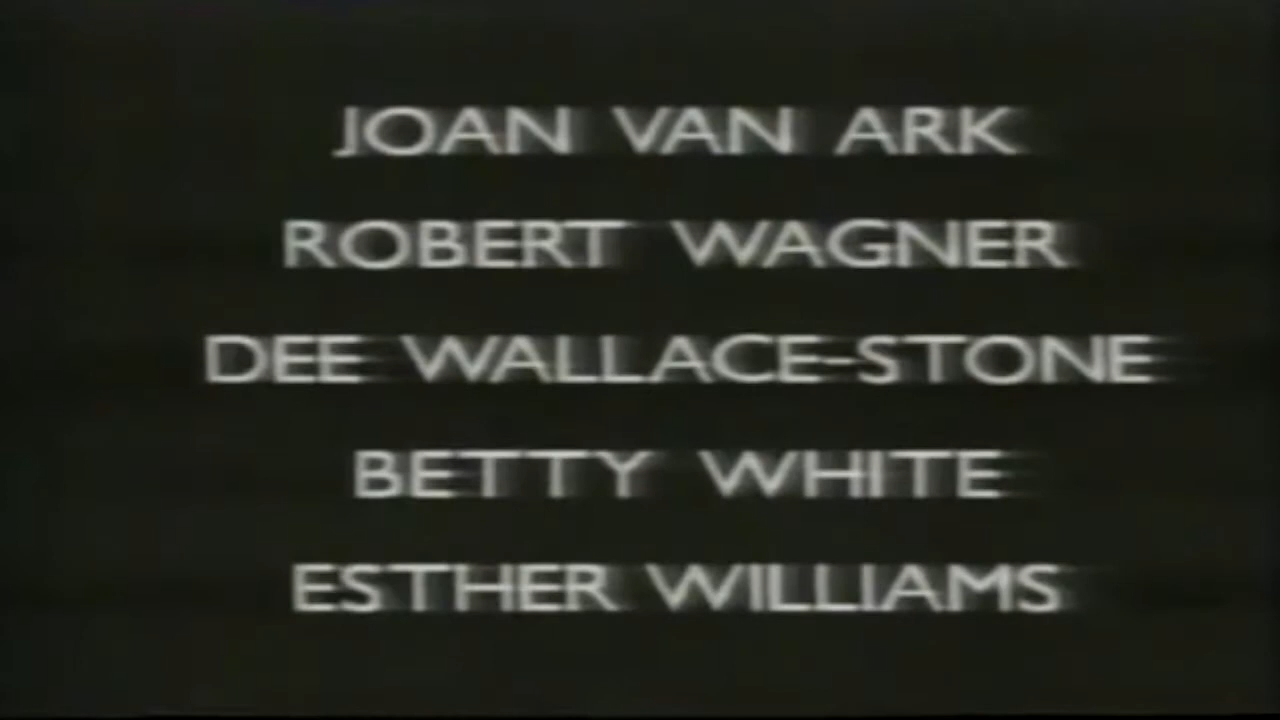 JOAN VAN ARK
ROBERT WAGNER
DEE WALLACE-STONE
BETTY WHITE
ESTHER WILLIAMS